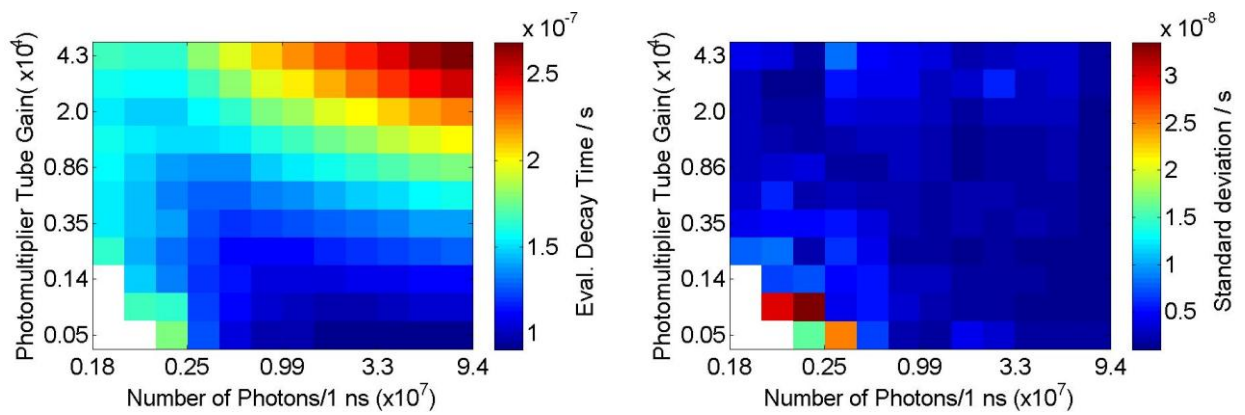 x 10⁻⁷
Photomultiplier Tube Gain( x10⁴)
4.3
2.0
0.86
0.35
0.14
0.05
0.18 0.25 0.99 3.3 9.4
Number of Photons/1 ns (x10⁷)
2.5
2
1.5
1
Eval. Decay Time / s
x 10⁻⁸
Photomultiplier Tube Gain( x10⁴)
4.3
2.0
0.86
0.35
0.14
0.05
0.18 0.25 0.99 3.3 9.4
Number of Photons/1 ns (x10⁷)
3
2.5
2
1.5
1
0.5
Standard deviation / s